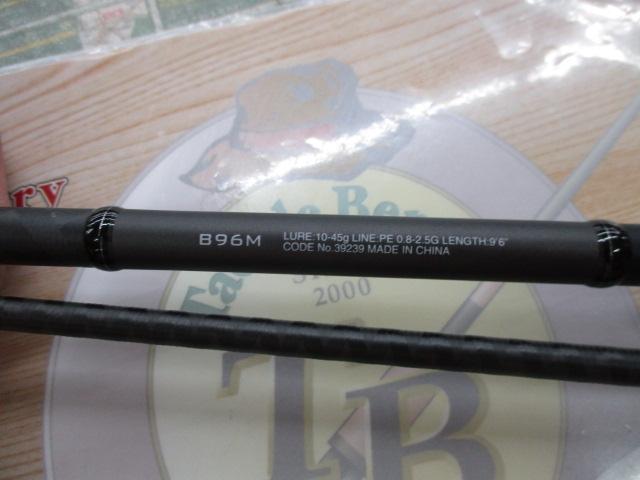 ry
B96M
LURE:10-45g LINE:PE 0.8-2.5G LENGTH:9'6"
CODE No.39239 MADE IN CHINA
2000
TB